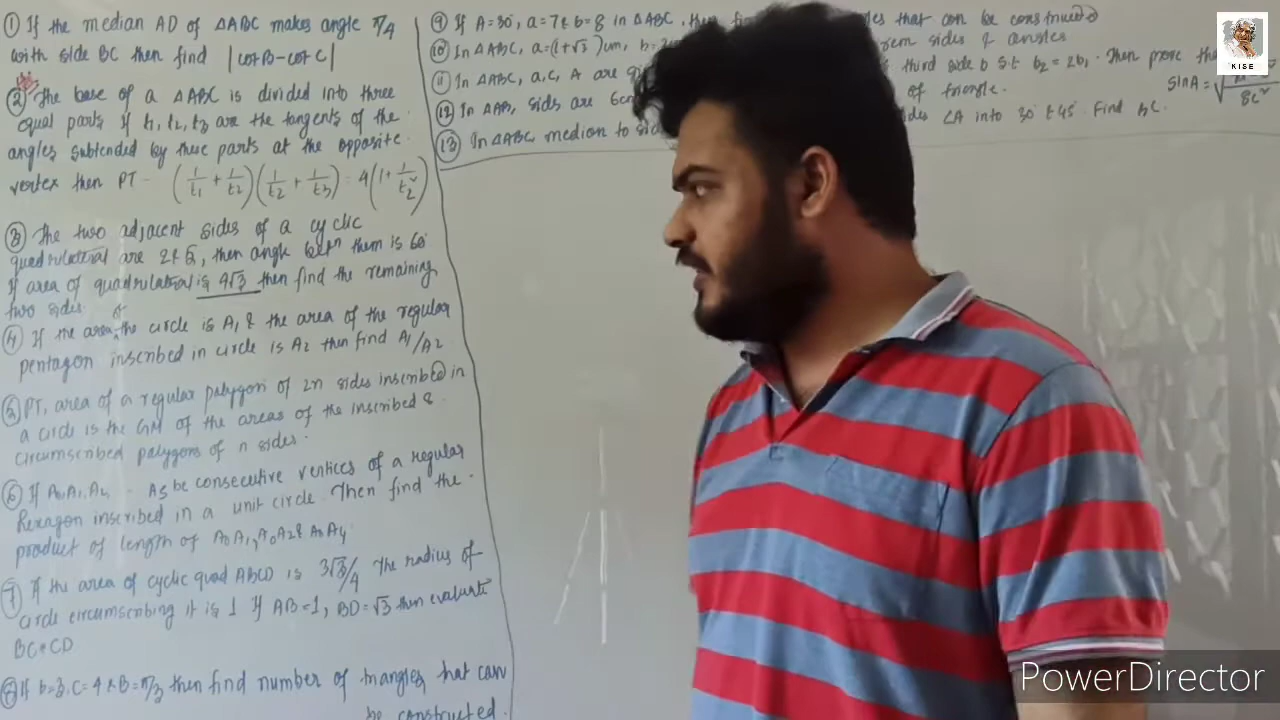 ① If the median AD of ΔABC makes angle π/4
with side BC then find |cotB-cotC|
② The base of a ΔABC is divided into three
equal parts if t₁, t₂, t₃ are the tangents of the
angles subtended by these parts at the opposite
vertex then PT - (1/t₁ + 1/t₂)(1/t₂ + 1/t₃) = 4(1+1/t₂²)
③ The two adjacent sides of a cyclic
quadrilateral are 2 & 5, then angle betⁿ them is 60°
If area of quadrilateral is 4√3 then find the remaining
two sides.
④ If the area of the circle is A₁ & the area of the regular
pentagon inscribed in circle is A₂ then find A₁/A₂
⑤ PT, area of a regular polygon of 2n sides inscribed in
a circle is the GM of the areas of the inscribed &
circumscribed polygons of n sides.
⑥ If A₀, A₁, A₂, - A₅ be consecutive vertices of a regular
hexagon inscribed in a unit circle. Then find the
product of length of A₀A₁, A₀A₂ & A₀A₄
⑦ If the area of cyclic quad ABCD is 3√3/4 The radius of
circle circumscribing it is 1 If AB=1, BD=√3 then evaluate
BC•CD
⑧ If b=3, c=4 & B=π/3 then find number of triangles that can
be constructed.
⑨ If A=30°, a=7 & b=8 in ΔABC, then that can be constructed
⑩ In ΔABC, a=(1+√3)cm, b= sides & angles
⑪ In ΔABC, a, c, A are third side b s.t b₂=2b₁. Then prove
sinA=√ 8c²
⑫ In sides are 6cm of triangle.
⑬ In ΔABC median to ∠A into 30° & 45°. Find BC.
KISE
PowerDirector